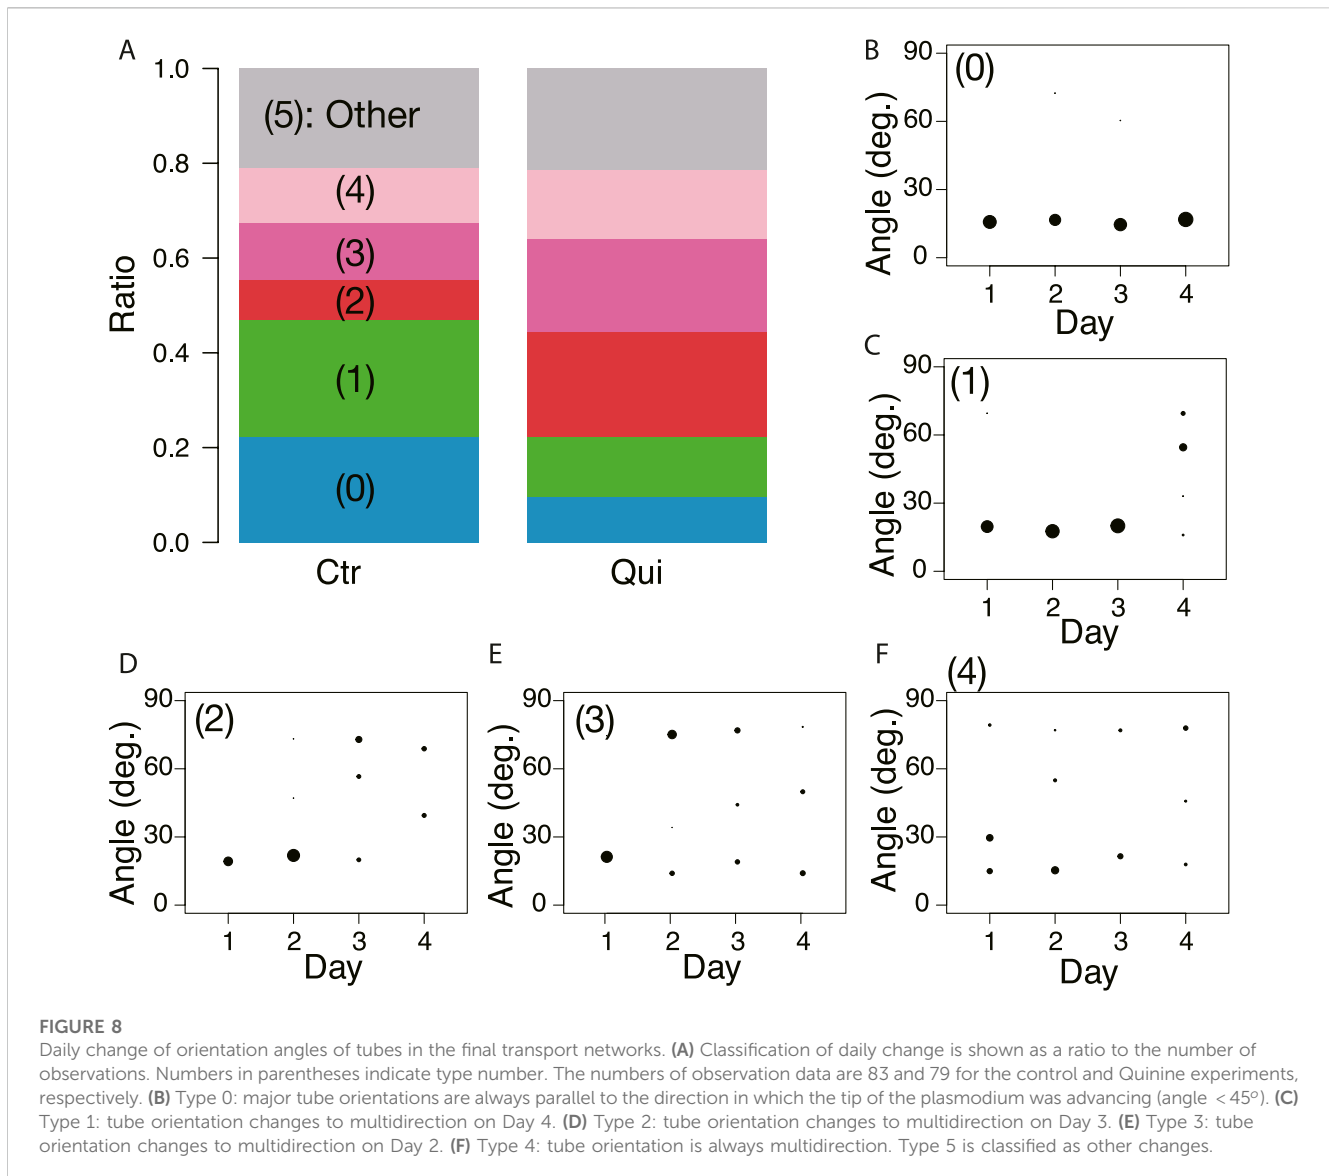 A
1.0
0.8
0.6
0.4
0.2
0.0
Ratio
(5): Other
(4)
(3)
(2)
(1)
(0)
Ctr
Qui
B
(0)
90
60
30
0
Angle (deg.)
1 2 3 4
Day
C
(1)
90
60
30
0
Angle (deg.)
1 2 3 4
Day
D
(2)
90
60
30
0
Angle (deg.)
1 2 3 4
Day
E
(3)
90
60
30
0
Angle (deg.)
1 2 3 4
Day
F
(4)
90
60
30
0
Angle (deg.)
1 2 3 4
Day
FIGURE 8
Daily change of orientation angles of tubes in the final transport networks. (A) Classification of daily change is shown as a ratio to the number of
observations. Numbers in parentheses indicate type number. The numbers of observation data are 83 and 79 for the control and Quinine experiments,
respectively. (B) Type 0: major tube orientations are always parallel to the direction in which the tip of the plasmodium was advancing (angle <45°). (C)
Type 1: tube orientation changes to multidirection on Day 4. (D) Type 2: tube orientation changes to multidirection on Day 3. (E) Type 3: tube
orientation changes to multidirection on Day 2. (F) Type 4: tube orientation is always multidirection. Type 5 is classified as other changes.